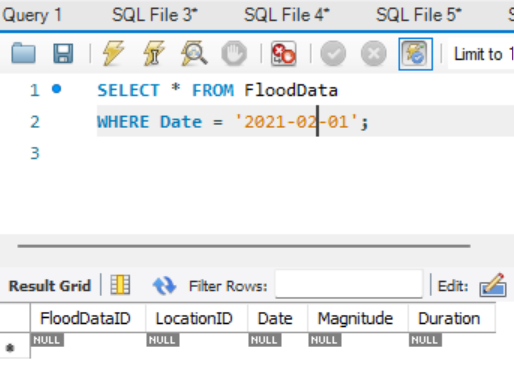 Query 1 SQL File 3* SQL File 4* SQL File 5*
Limit to 1
1 SELECT * FROM FloodData
2 WHERE Date = '2021-02-01';
3
Result Grid Filter Rows: Edit:
FloodDataID LocationID Date Magnitude Duration
* NULL NULL NULL NULL NULL